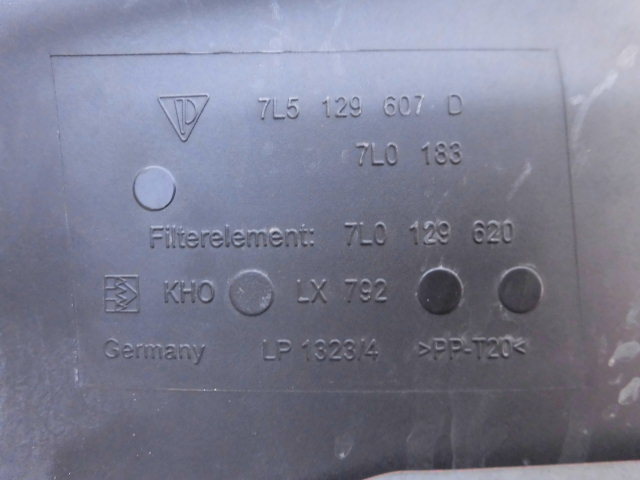 7L5 129 607 D
7L0 183
Filterelement: 7L0 129 620
KHO LX 792
Germany LP 1323/4 >PP-T20<